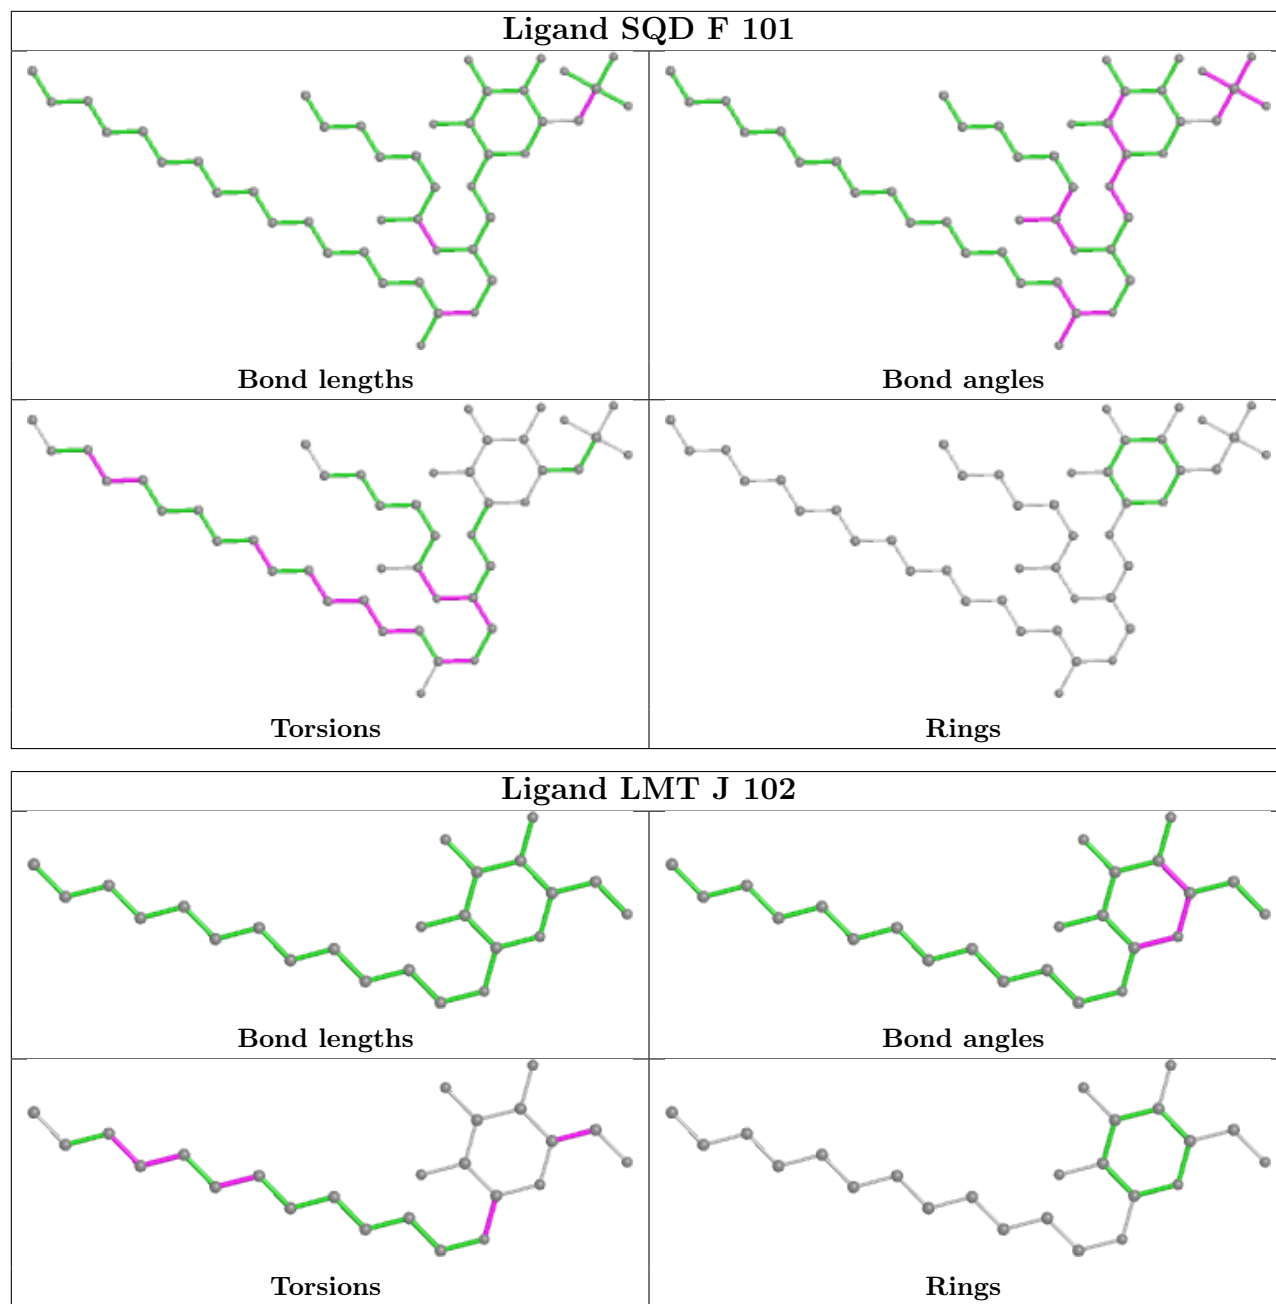 Ligand SQD F 101
Bond lengths
Bond angles
Torsions
Rings
Ligand LMT J 102
Bond lengths
Bond angles
Torsions
Rings